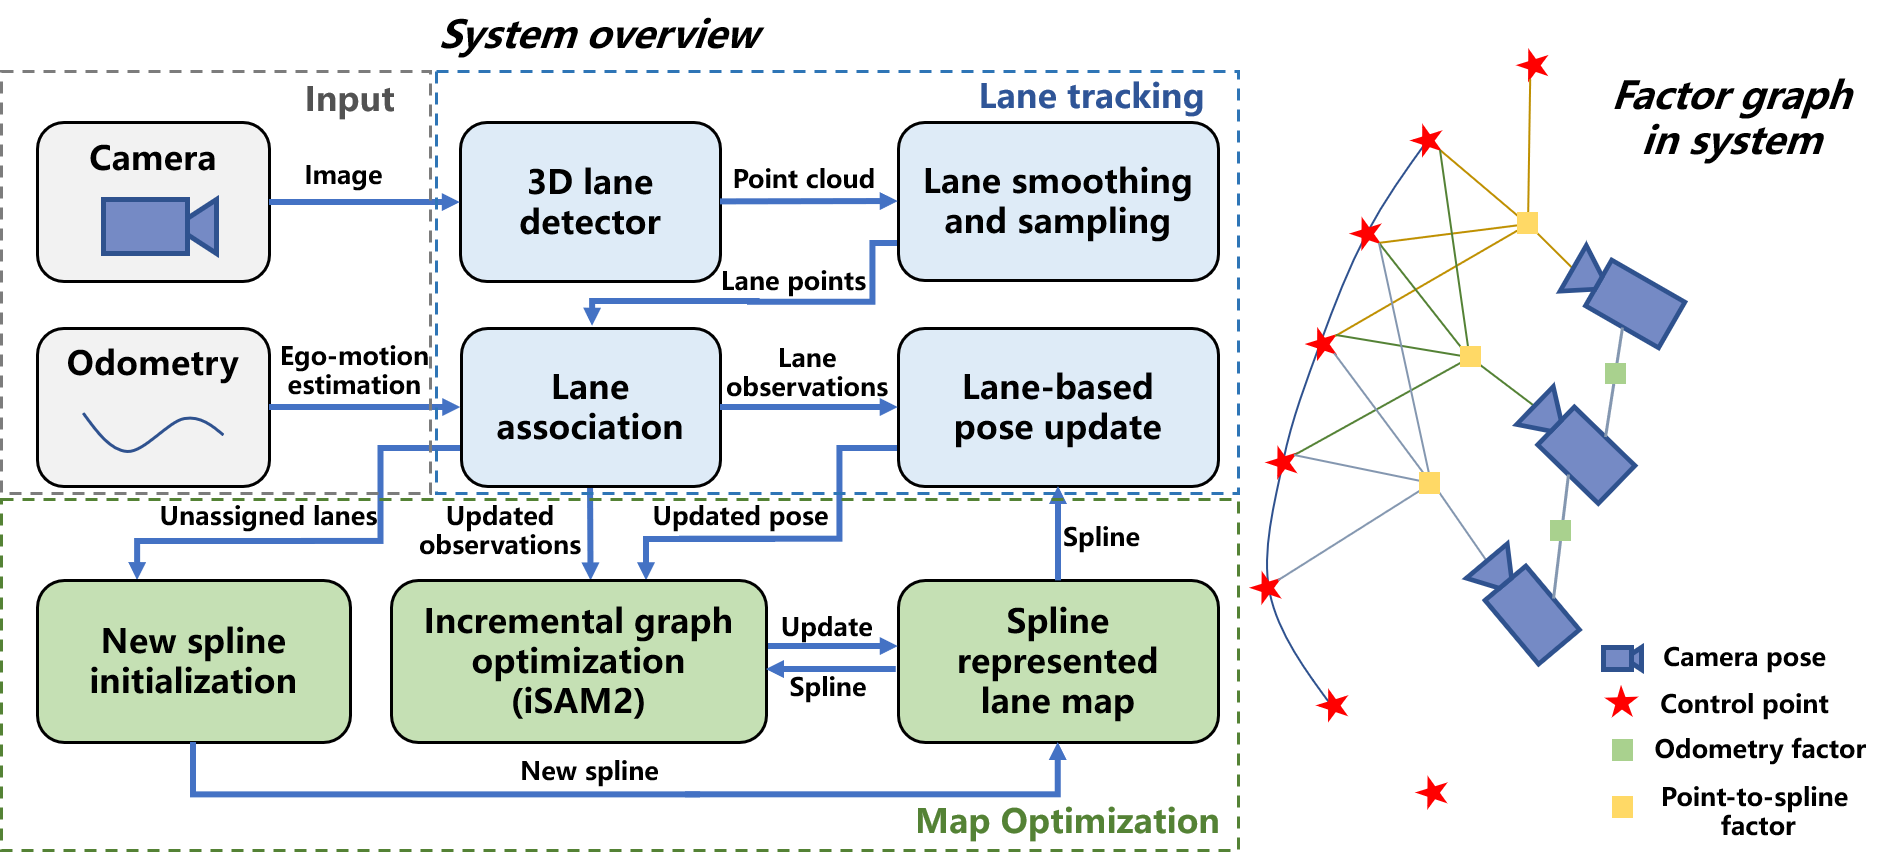 System overview
Input
Lane tracking
Camera
Image
3D lane
detector
Point cloud
Lane smoothing
and sampling
Lane points
Odometry
Ego-motion
estimation
Lane
association
Lane
observations
Lane-based
pose update
Unassigned lanes
Updated
observations
Updated pose
Spline
New spline
initialization
Incremental graph
optimization
(iSAM2)
Update
Spline
Spline
represented
lane map
New spline
Map Optimization
Factor graph
in system
Camera pose
Control point
Odometry factor
Point-to-spline
factor